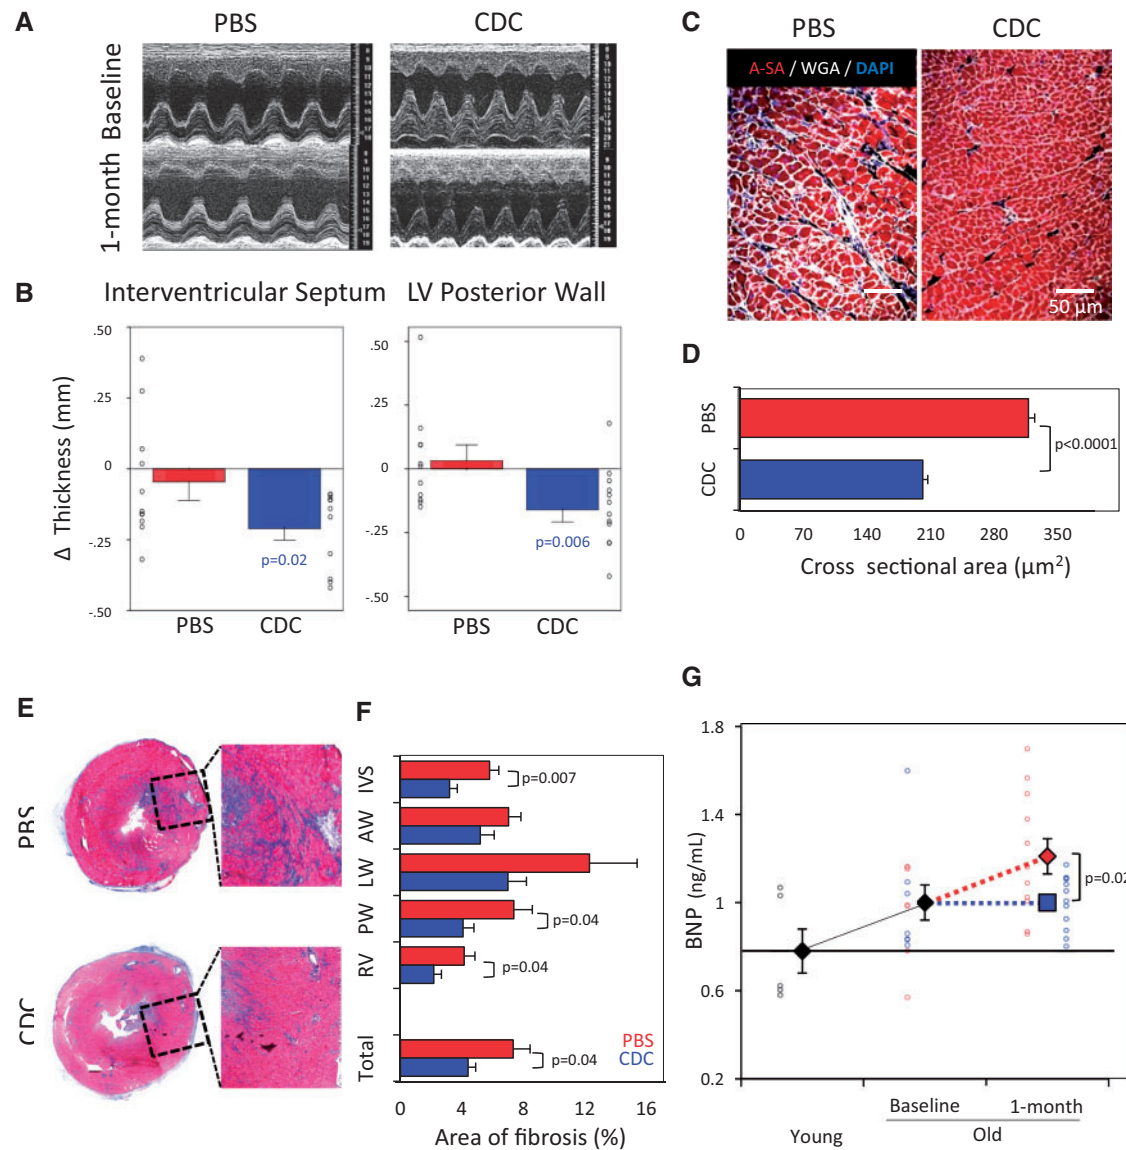 A
PBS
CDC
Baseline
1-month
B
Interventricular Septum
LV Posterior Wall
Δ Thickness (mm)
.50
.25
0
-.25
-.50
p=0.02
PBS
CDC
.50
.25
0
-.25
-.50
p=0.006
PBS
CDC
C
PBS
CDC
A-SA / WGA / DAPI
50 µm
D
PBS
CDC
p<0.0001
0 70 140 210 280 350
Cross sectional area (µm²)
E
PBS
CDC
F
IVS
AW
LW
PW
RV
Total
p=0.007
p=0.04
p=0.04
p=0.04
PBS
CDC
0 4 8 12 16
Area of fibrosis (%)
G
BNP (ng/mL)
1.8
1.4
1
0.6
0.2
p=0.02
Baseline 1-month
Young
Old